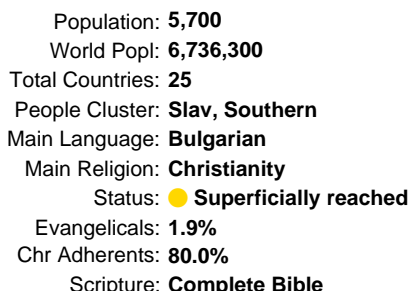 Population: 5,700
World Popl: 6,736,300
Total Countries: 25
People Cluster: Slav, Southern
Main Language: Bulgarian
Main Religion: Christianity
Status: Superficially reached
Evangelicals: 1.9%
Chr Adherents: 80.0%
Scripture: Complete Bible